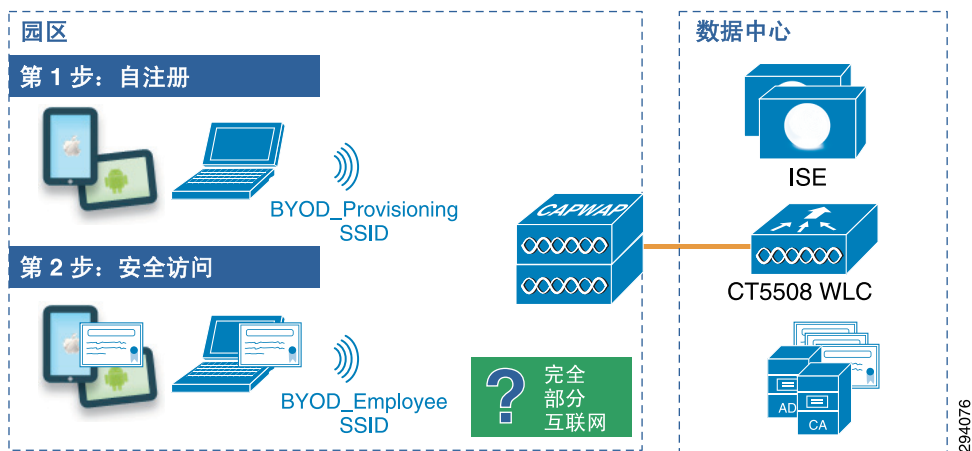 园区
第 1 步：自注册
BYOD_Provisioning
SSID
第 2 步：安全访问
BYOD_Employee
SSID
CAPWAP
?
完全
部分
互联网
数据中心
ISE
CT5508 WLC
AD
CA
294076